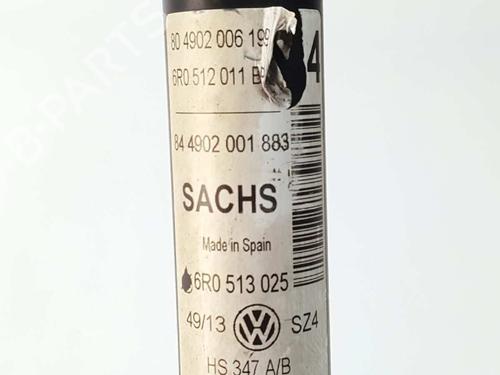 80 4902 006 199
6R0 512 011 B
4
84 4902 001 883
SACHS
Made in Spain
6R0 513 025
49/13 VW SZ4
HS 347 A/B